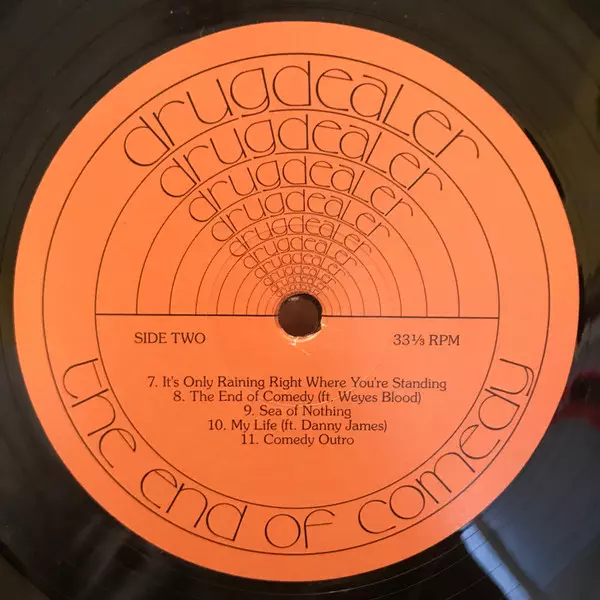 drugdealer
drugdealer
drugdealer
drugdealer
drugdealer
drugdealer
drugdealer
SIDE TWO
33⅓ RPM
7. It's Only Raining Right Where You're Standing
8. The End of Comedy (ft. Weyes Blood)
9. Sea of Nothing
10. My Life (ft. Danny James)
11. Comedy Outro
the end of comedy